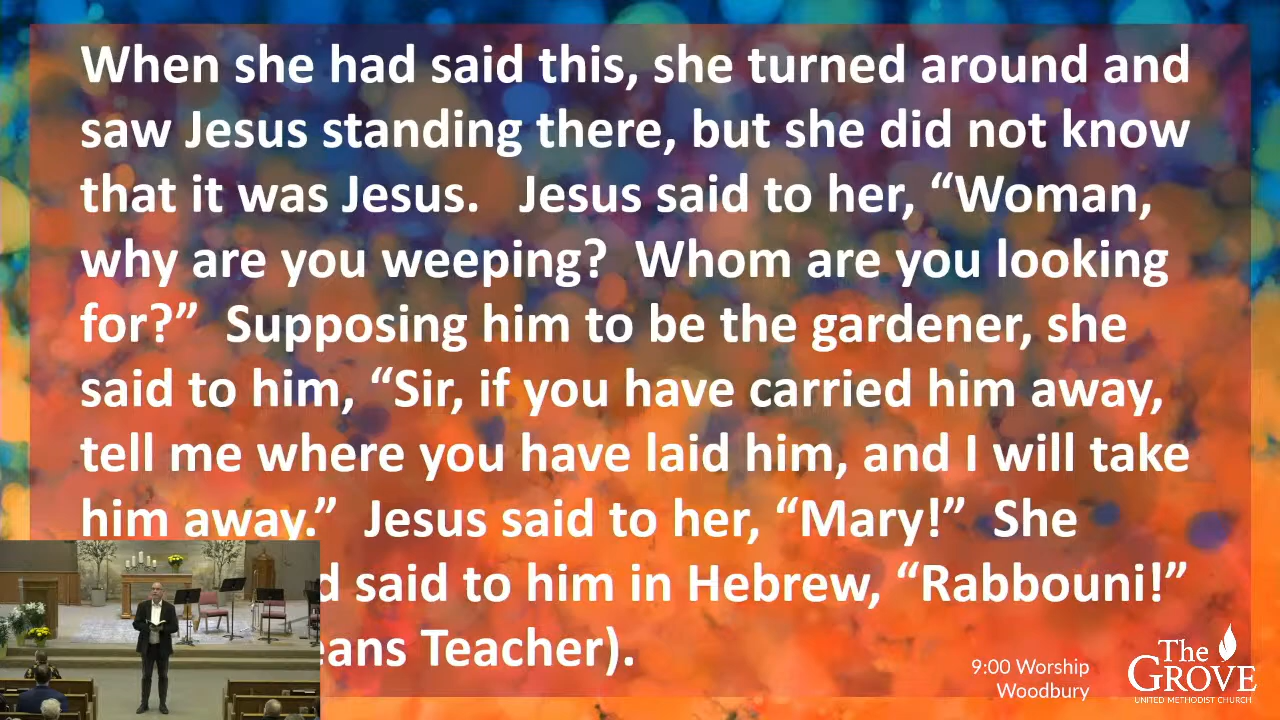 When she had said this, she turned around and
saw Jesus standing there, but she did not know
that it was Jesus. Jesus said to her, “Woman,
why are you weeping? Whom are you looking
for?” Supposing him to be the gardener, she
said to him, “Sir, if you have carried him away,
tell me where you have laid him, and I will take
him away.” Jesus said to her, “Mary!” She
said to him in Hebrew, “Rabbouni!”
Teacher).
9:00 Worship
Woodbury
The
GROVE
UNITED METHODIST CHURCH